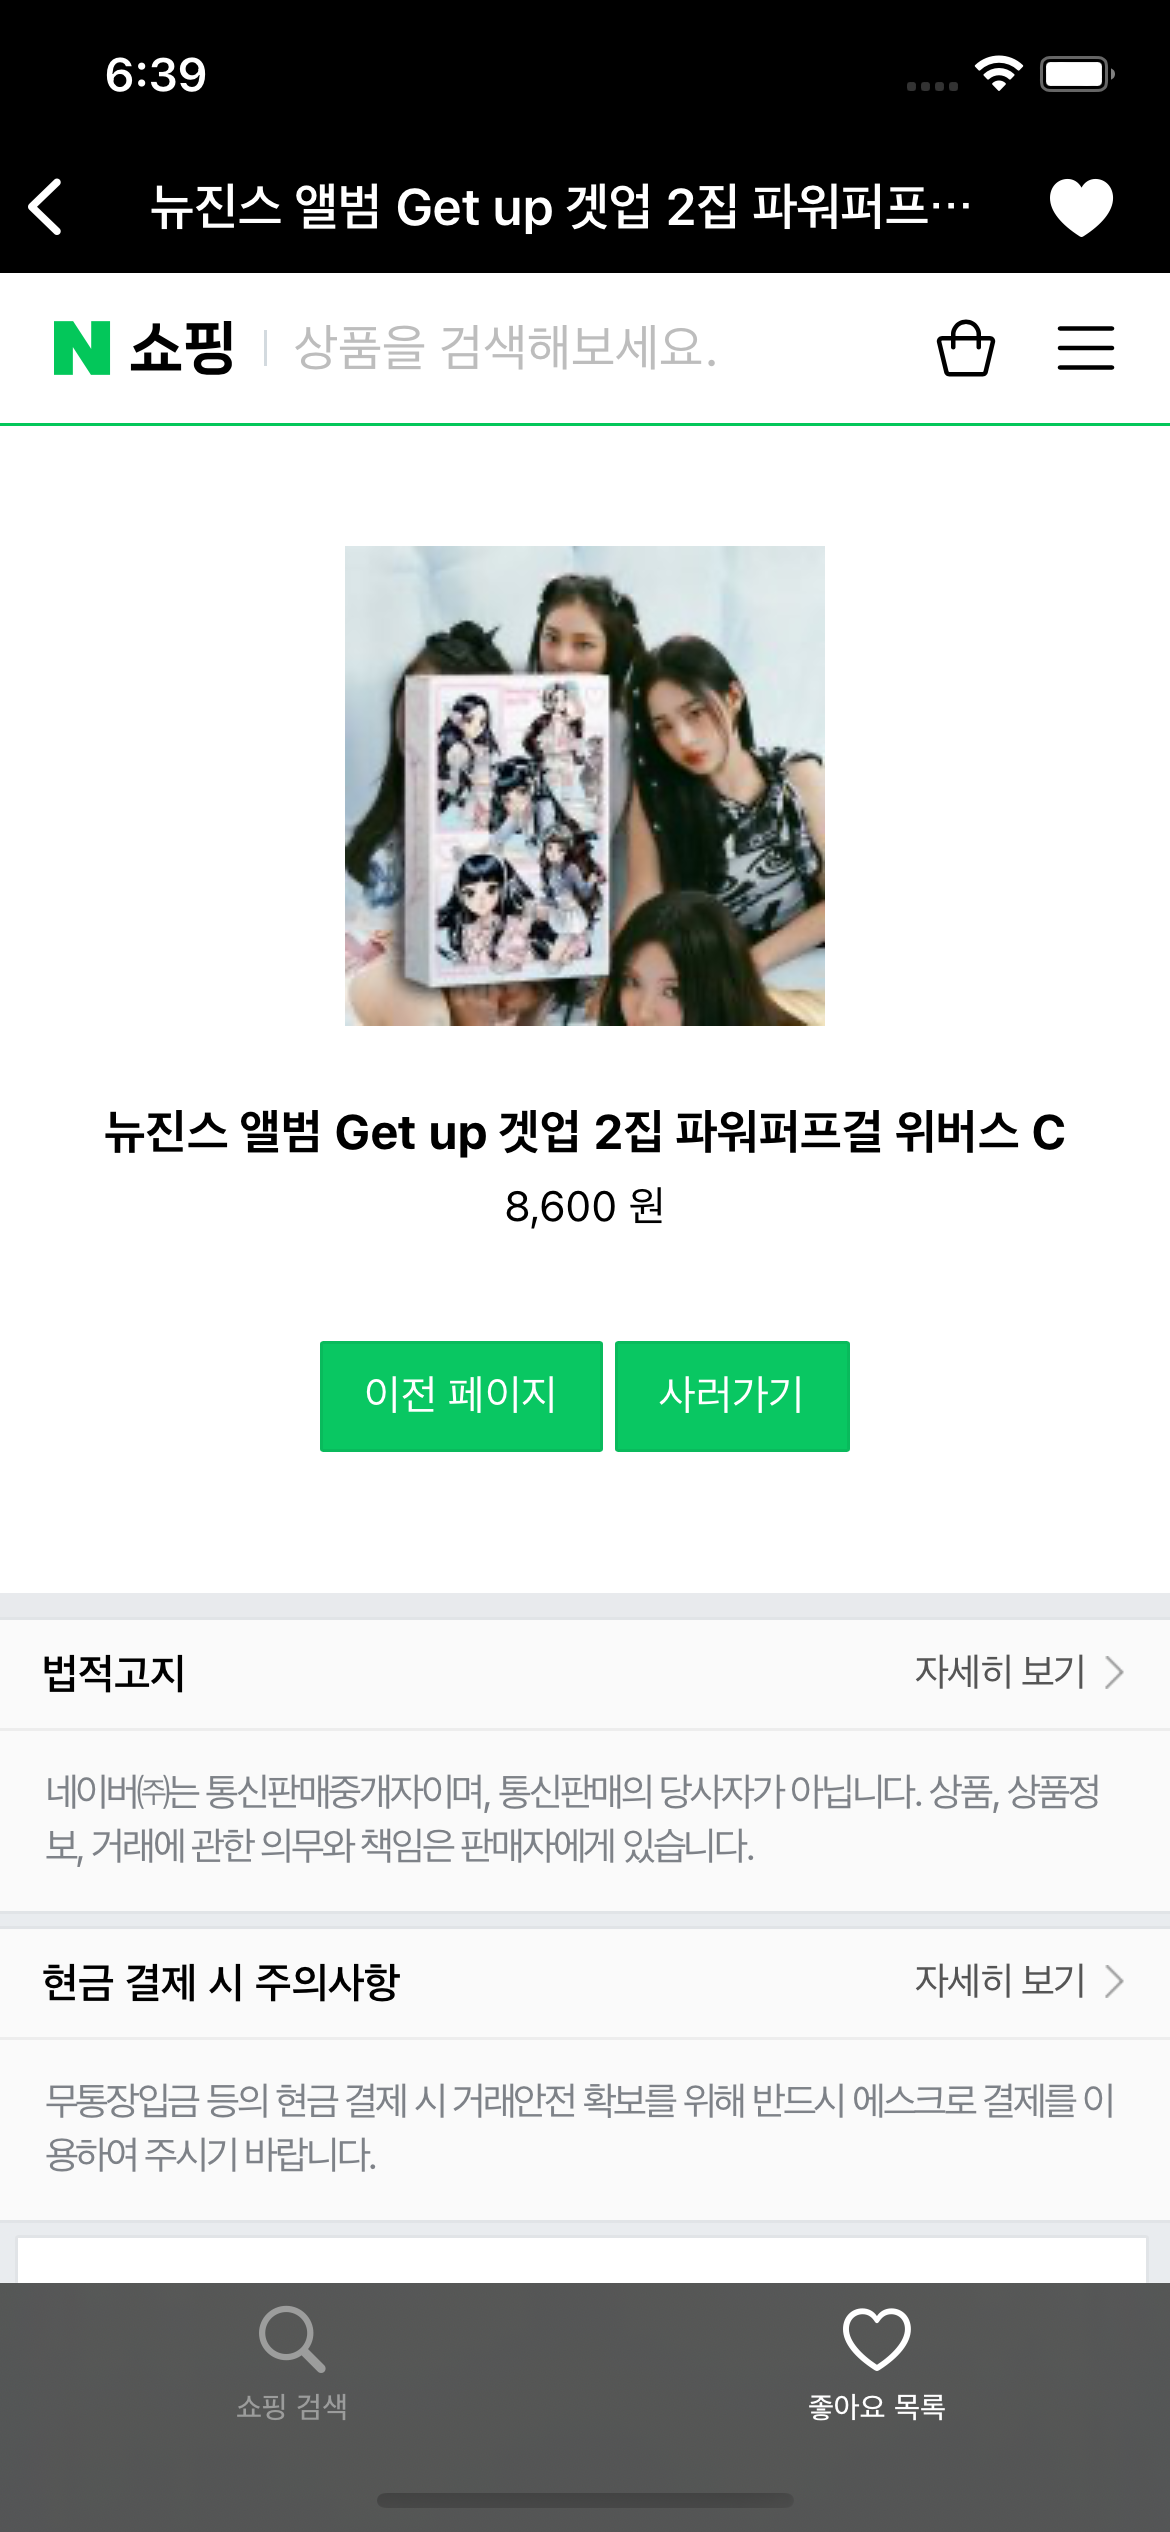 6:39
뉴진스 앨범 Get up 겟업 2집 파워퍼프…
N 쇼핑 | 상품을 검색해보세요.
뉴진스 앨범 Get up 겟업 2집 파워퍼프걸 위버스 C
8,600 원
이전 페이지 사러가기
법적고지 자세히 보기
네이버㈜는 통신판매중개자이며, 통신판매의 당사자가 아닙니다. 상품, 상품정
보, 거래에 관한 의무와 책임은 판매자에게 있습니다.
현금 결제 시 주의사항 자세히 보기
무통장입금 등의 현금 결제 시 거래안전 확보를 위해 반드시 에스크로 결제를 이
용하여 주시기 바랍니다.
쇼핑 검색 좋아요 목록